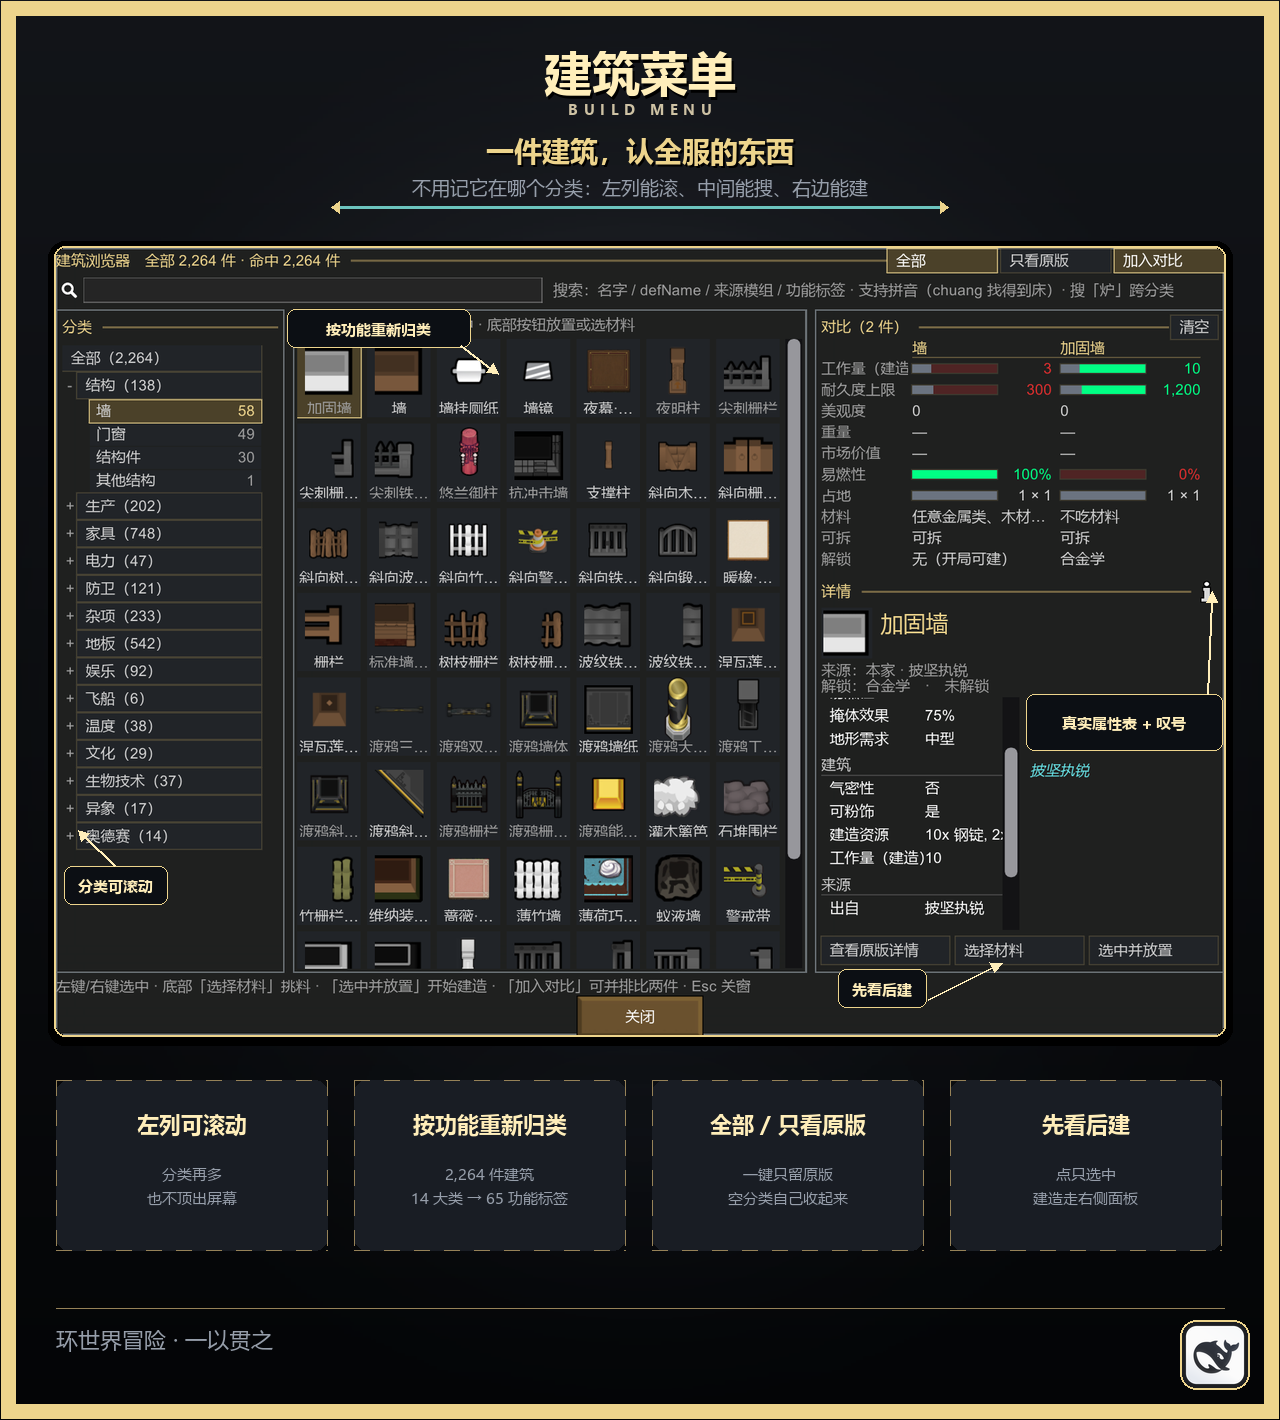 建筑菜单
BUILD MENU
一件建筑，认全服的东西
不用记它在哪个分类：左列能滚、中间能搜、右边能建
建筑浏览器 全部 2,264 件 · 命中 2,264 件
全部
只看原版
加入对比
搜索：名字 / defName / 来源模组 / 功能标签 · 支持拼音（chuang 找得到床）· 搜「炉」跨分类
分类
全部（2,264）
- 结构（138）
墙 58
门窗 49
结构件 30
其他结构 1
+ 生产（202）
+ 家具（748）
+ 电力（47）
+ 防卫（121）
+ 杂项（233）
+ 地板（542）
+ 娱乐（92）
+ 飞船（6）
+ 温度（38）
+ 文化（29）
+ 生物技术（37）
+ 异象（17）
+ 奥德赛（14）
分类可滚动
按功能重新归类
· 底部按钮放置或选材料
加固墙 墙 墙挂厕纸 墙镜 夜幕·… 夜明柱 尖刺栅栏
尖刺栅… 尖刺铁… 悠兰御柱 抗冲击墙 支撑柱 斜向木… 斜向栅…
斜向树… 斜向波… 斜向竹… 斜向警… 斜向铁… 斜向锻… 暖橡·…
栅栏 标准墙… 树枝栅栏 树枝栅… 波纹铁… 波纹铁… 涅瓦莲…
涅瓦莲… 渡鸦三… 渡鸦双… 渡鸦墙体 渡鸦墙纸 渡鸦大… 渡鸦工…
渡鸦斜… 渡鸦斜… 渡鸦栅栏 渡鸦栅… 渡鸦能… 灌木篱笆 石堆围栏
竹栅栏… 维纳装… 蔷薇·… 薄竹墙 薄荷巧… 蚁液墙 警戒带
对比（2 件）
清空
墙 加固墙
工作量（建造 3 10
耐久度上限 300 1,200
美观度 0 0
重量 — —
市场价值 — —
易燃性 100% 0%
占地 1 × 1 1 × 1
材料 任意金属类、木材… 不吃材料
可拆 可拆 可拆
解锁 无（开局可建） 合金学
详情
加固墙
来源：本家 · 披坚执锐
解锁：合金学 · 未解锁
掩体效果 75%
地形需求 中型
建筑
气密性 否
可粉饰 是
建造资源 10x 钢锭, 2:
工作量（建造)10
来源
出自 披坚执锐
真实属性表 + 叹号
披坚执锐
查看原版详情
选择材料
选中并放置
先看后建
左键/右键选中 · 底部「选择材料」挑料 · 「选中并放置」开始建造 · 「加入对比」可并排比两件 · Esc 关窗
关闭
左列可滚动
分类再多
也不顶出屏幕
按功能重新归类
2,264 件建筑
14 大类 → 65 功能标签
全部 / 只看原版
一键只留原版
空分类自己收起来
先看后建
点只选中
建造走右侧面板
环世界冒险 · 一以贯之